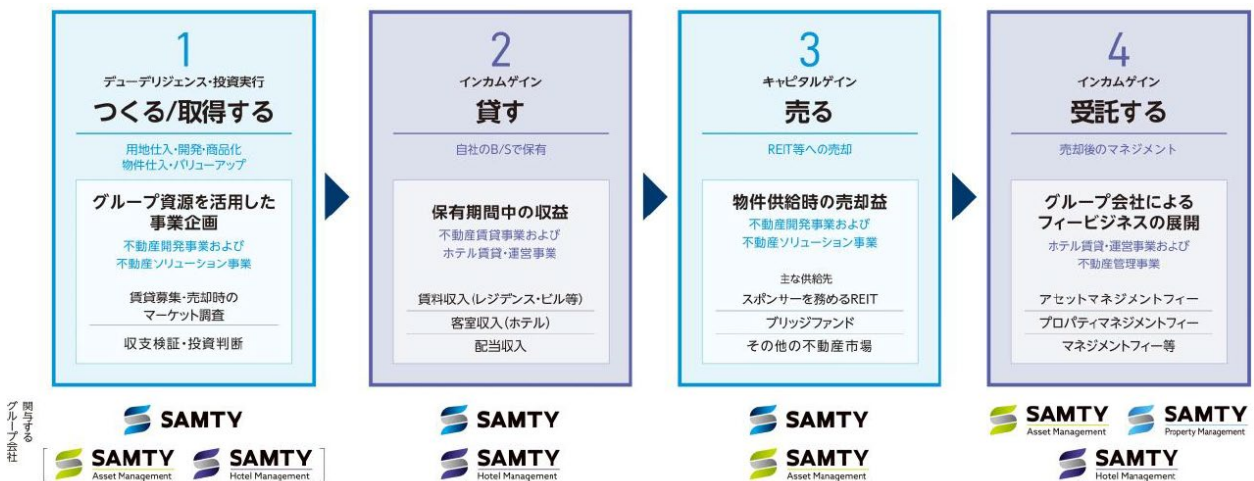 1
デューデリジェンス・投資実行
つくる/取得する
用地仕入・開発・商品化
物件仕入・バリューアップ
グループ資源を活用した
事業企画
不動産開発事業および
不動産ソリューション事業
賃貸募集・売却時の
マーケット調査
収支検証・投資判断
2
インカムゲイン
貸す
自社のB/Sで保有
保有期間中の収益
不動産賃貸事業および
ホテル賃貸・運営事業
賃料収入(レジデンス・ビル等)
客室収入(ホテル)
配当収入
3
キャピタルゲイン
売る
REIT等への売却
物件供給時の売却益
不動産開発事業および
不動産ソリューション事業
主な供給先
スポンサーを務めるREIT
ブリッジファンド
その他の不動産市場
4
インカムゲイン
受託する
売却後のマネジメント
グループ会社による
フィービジネスの展開
ホテル賃貸・運営事業および
不動産管理事業
アセットマネジメントフィー
プロパティマネジメントフィー
マネジメントフィー等
関与する
グループ会社
SAMTY
SAMTY
Asset Management
SAMTY
Hotel Management
SAMTY
SAMTY
Hotel Management
SAMTY
SAMTY
Asset Management
SAMTY
Asset Management
SAMTY
Property Management
SAMTY
Hotel Management